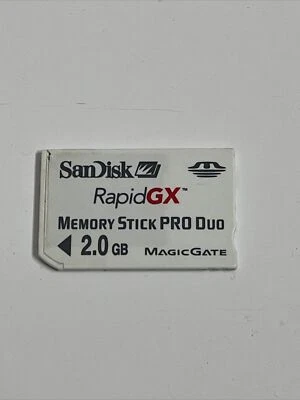 SanDisk
RapidGX™
MEMORY STICK PRO DUO
2.0 GB MAGICGATE